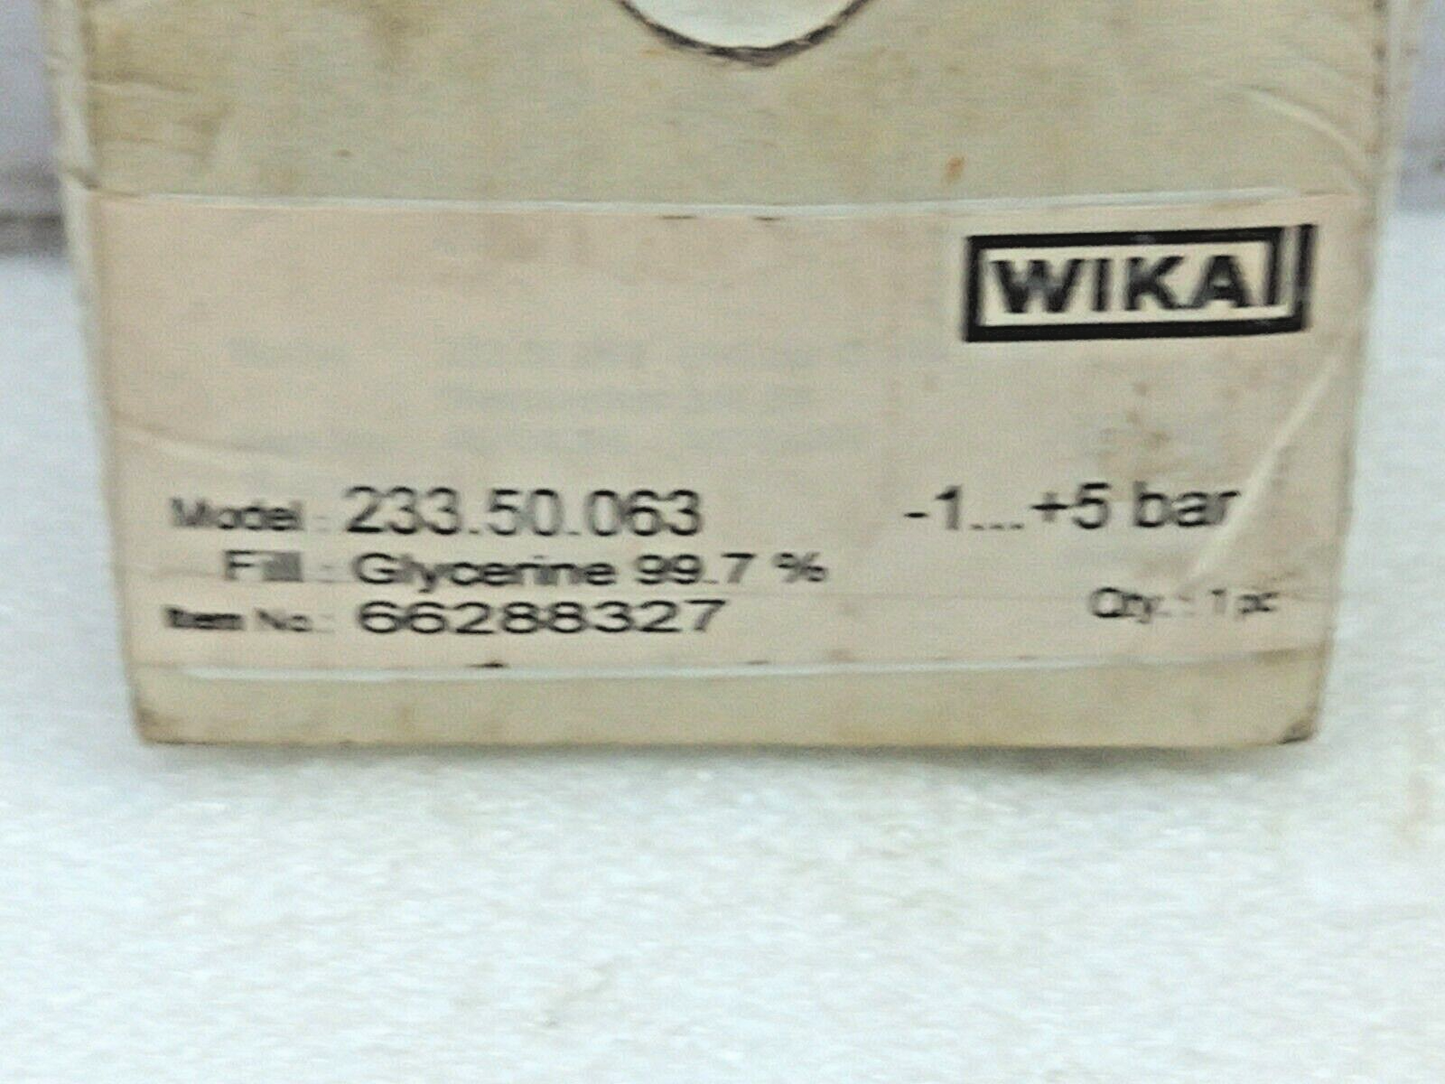 WIKA
Model : 233.50.063 -1...+5 bar
Fill : Glycerine 99.7 %
Item No.: 66288327 Qty. : 1 pc